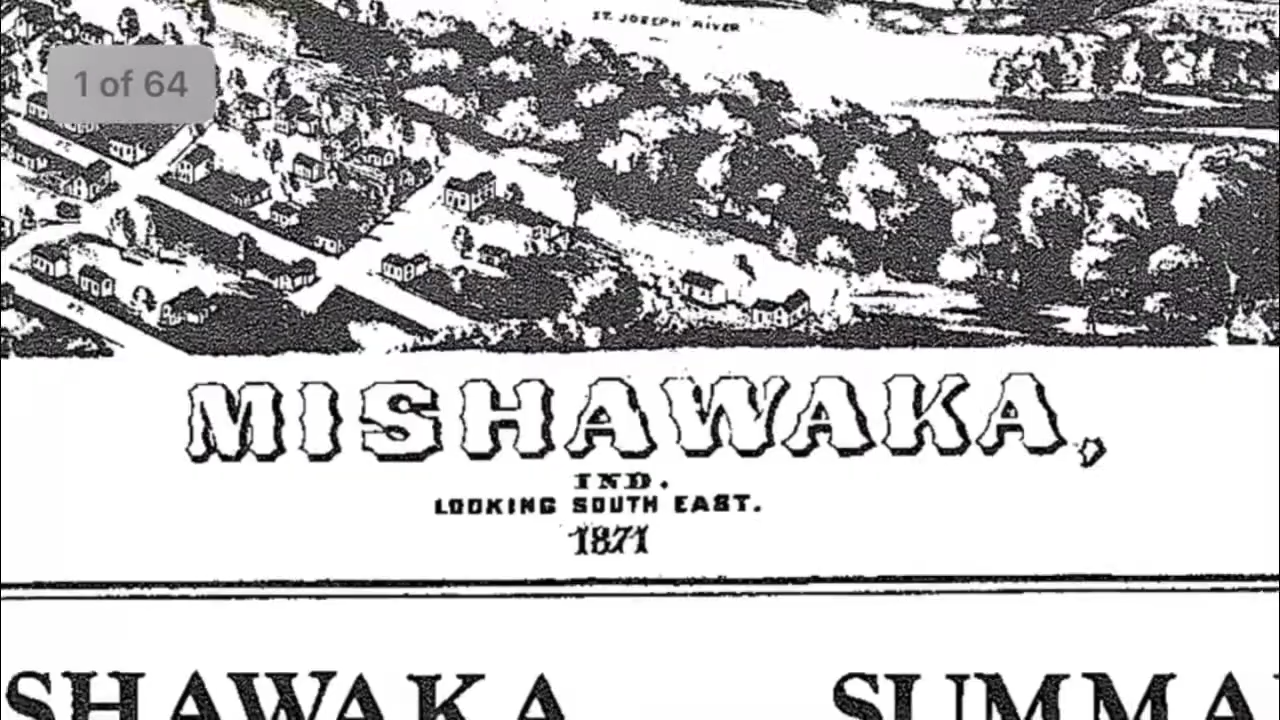 ST. JOSEPH RIVER
1 of 64
MISHAWAKA,
IND.
LOOKING SOUTH EAST.
1871
SHAWAKA SUMMA